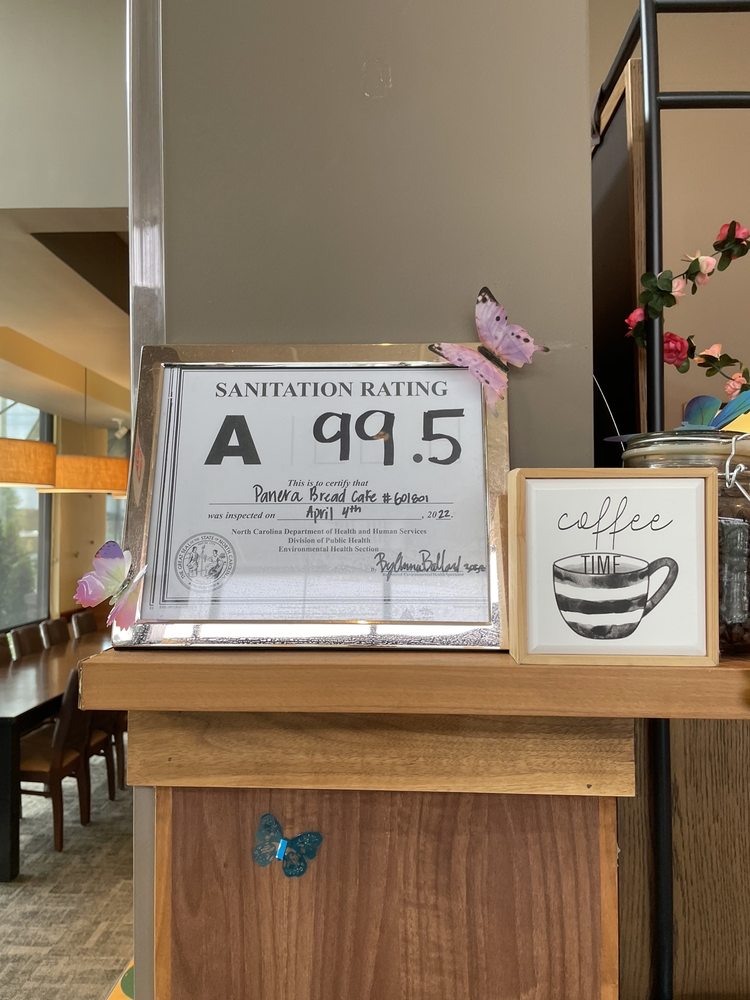 SANITATION RATING
A 99.5
This is to certify that
Panera Bread Cafe #601801
was inspected on April 4th, 2022
North Carolina Department of Health and Human Services
Division of Public Health
Environmental Health Section
By
coffee
TIME